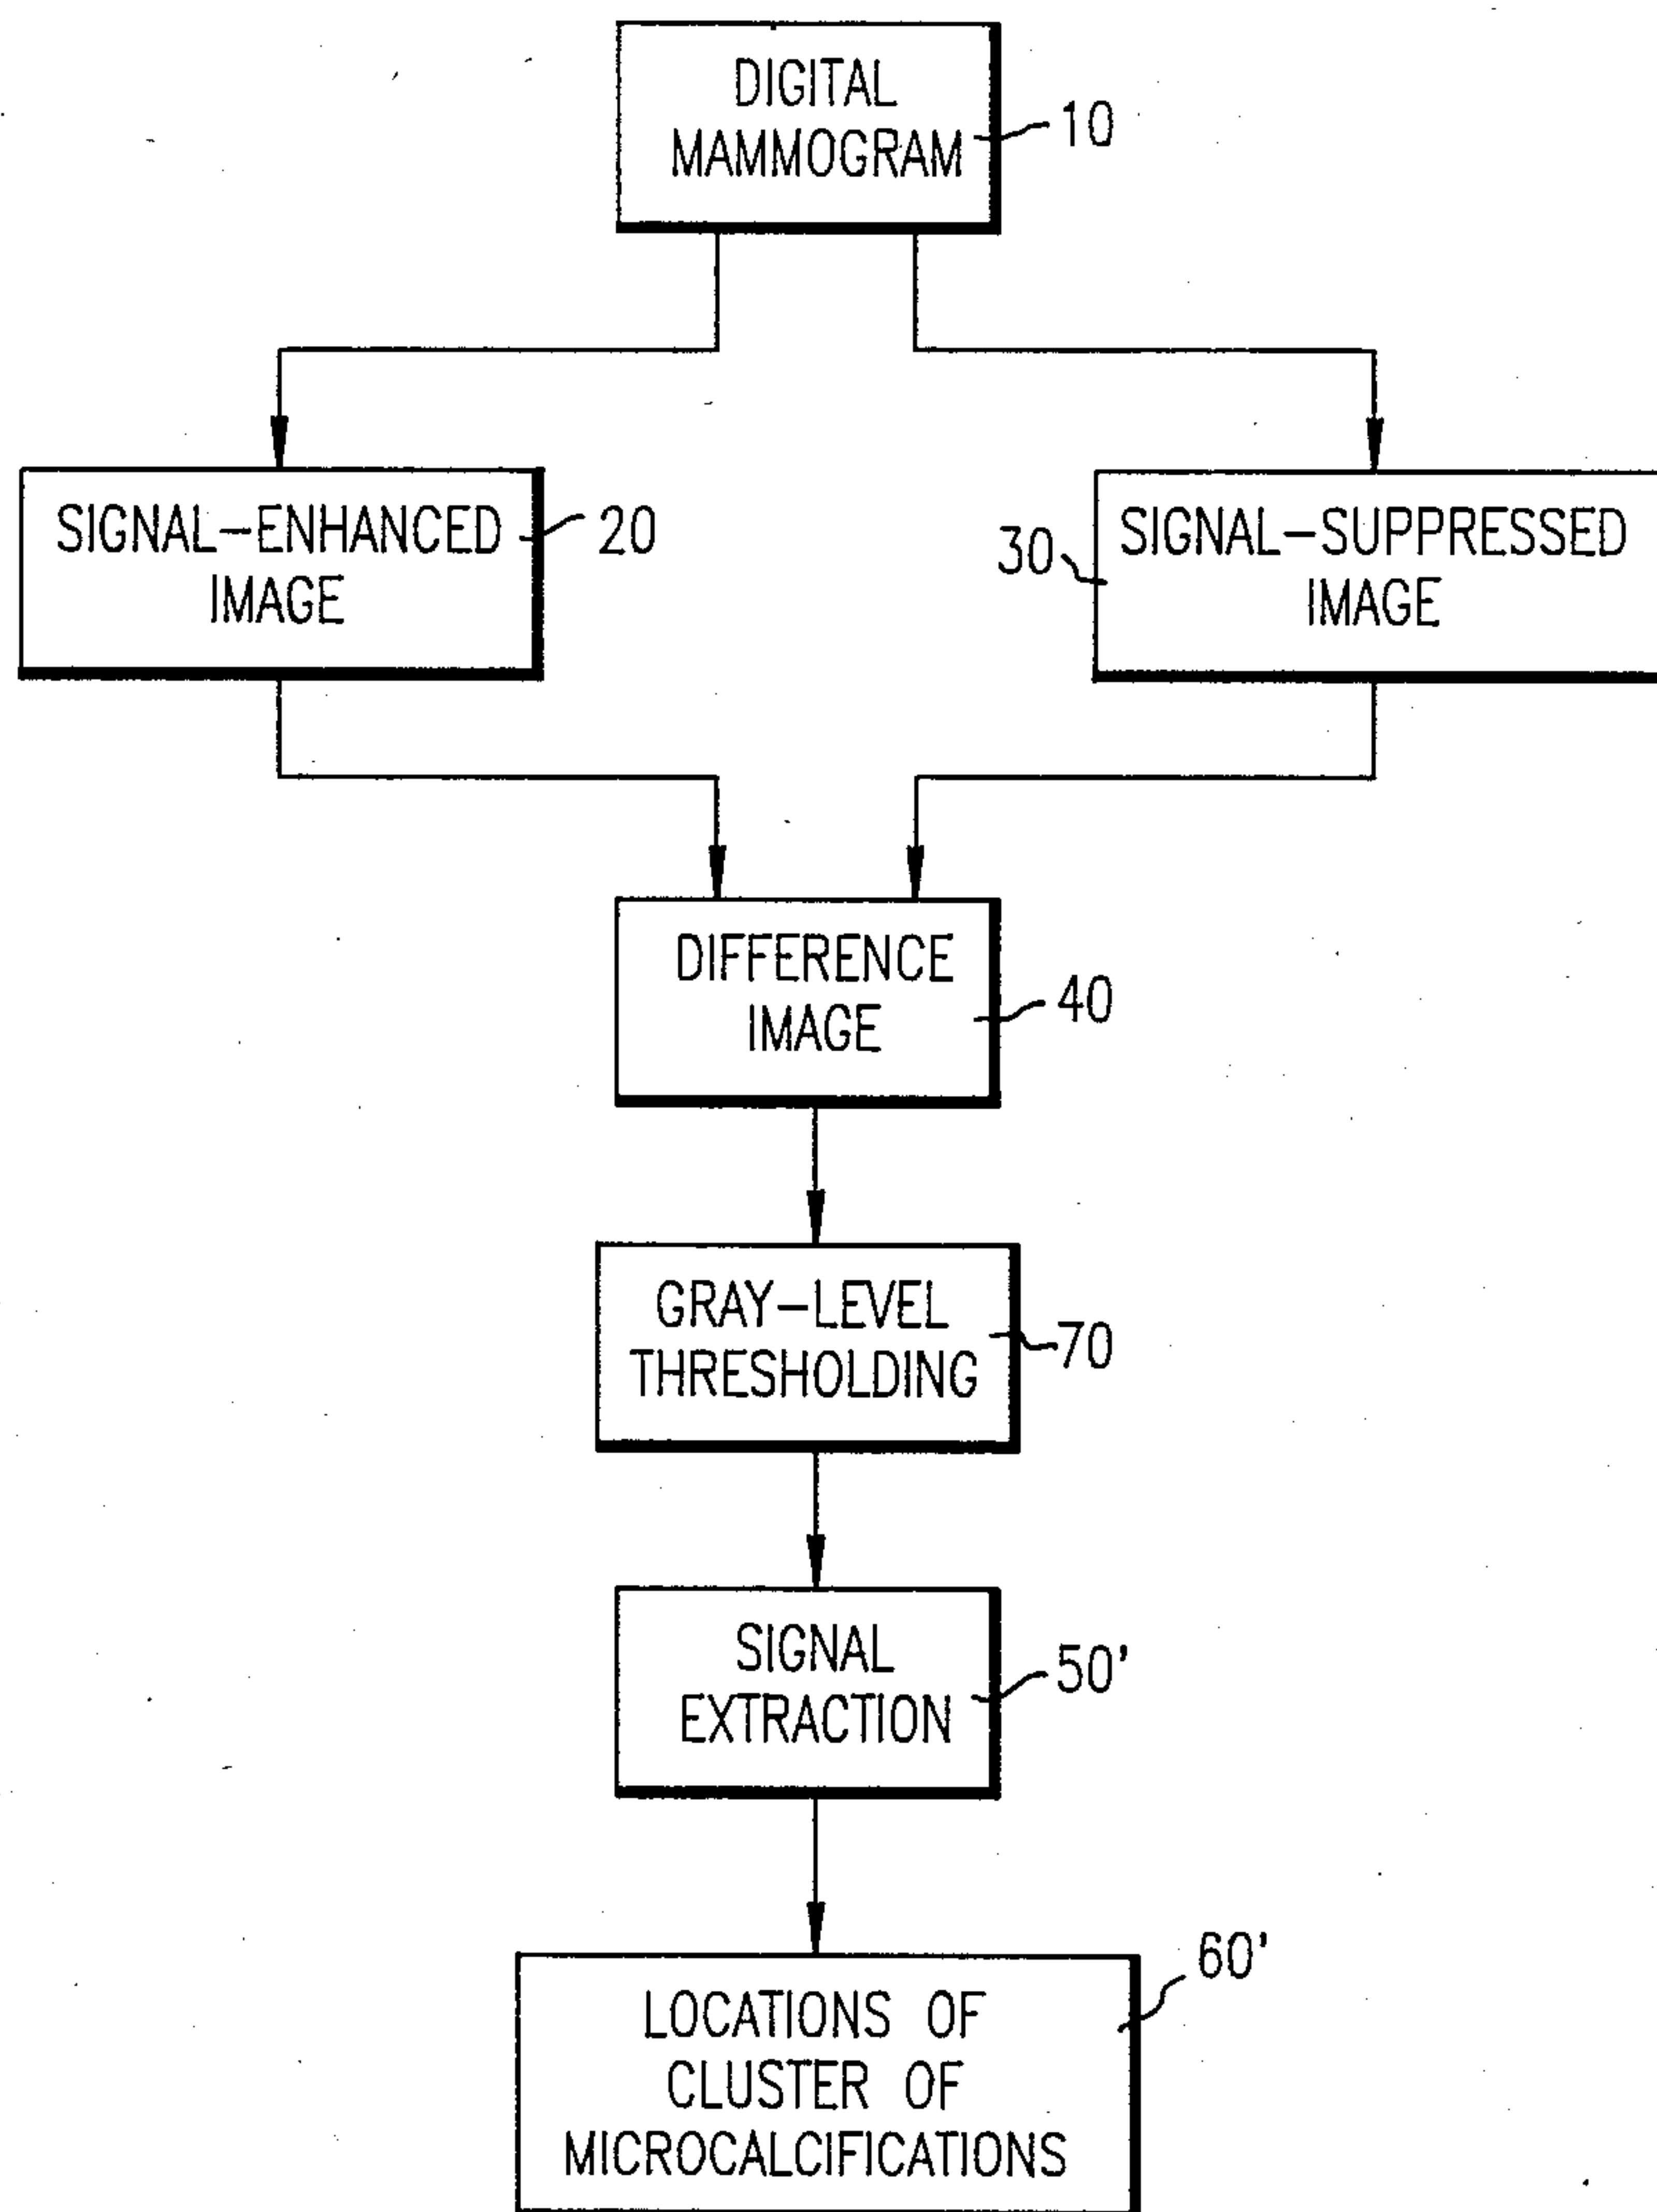 DIGITAL
MAMMOGRAM
10
SIGNAL-ENHANCED
IMAGE
20
30
SIGNAL-SUPPRESSED
IMAGE
DIFFERENCE
IMAGE
40
GRAY-LEVEL
THRESHOLDING
70
SIGNAL
EXTRACTION
50'
LOCATIONS OF
CLUSTER OF
MICROCALCIFICATIONS
60'